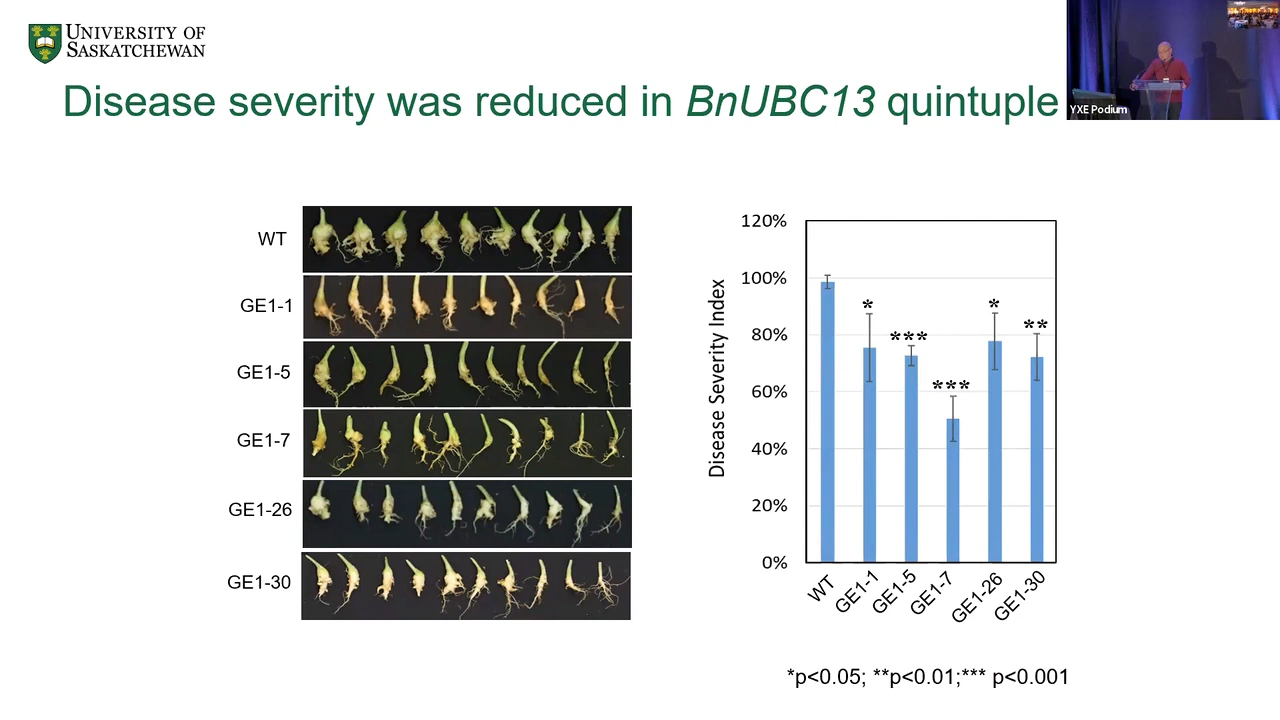 UNIVERSITY OF
SASKATCHEWAN
Disease severity was reduced in BnUBC13 quintuple
YXE Podium
WT
GE1-1
GE1-5
GE1-7
GE1-26
GE1-30
Disease Severity Index
120%
100%
80%
60%
40%
20%
0%
*
***
***
*
**
WT
GE1-1
GE1-5
GE1-7
GE1-26
GE1-30
*p<0.05; **p<0.01;*** p<0.001